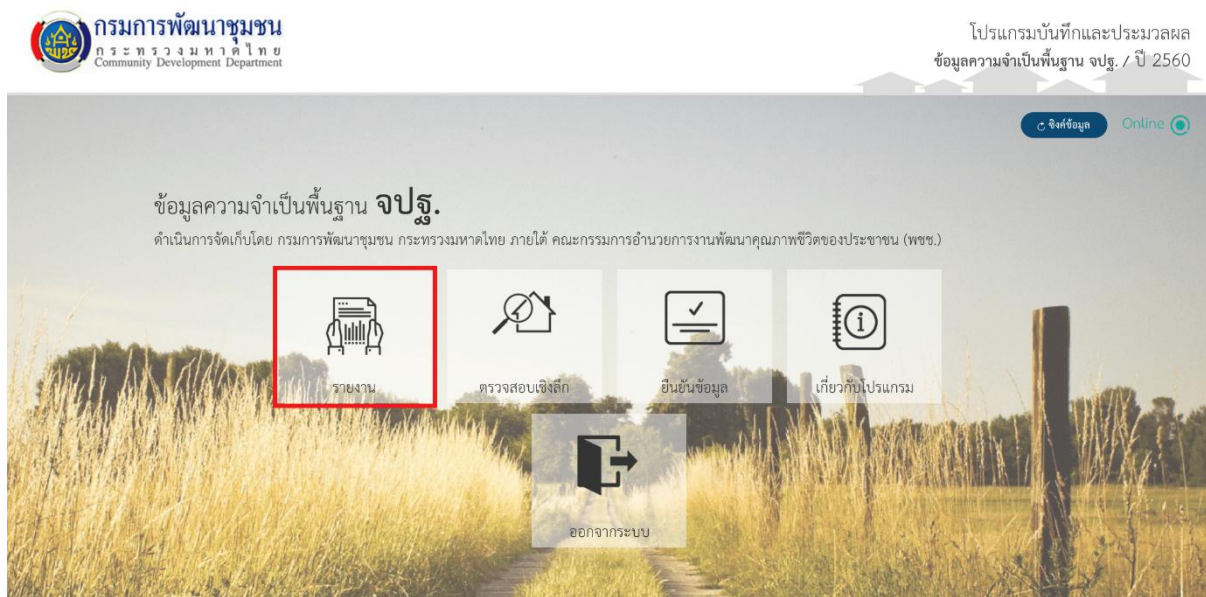 กรมการพัฒนาชุมชน
กระทรวงมหาดไทย
Community Development Department
โปรแกรมบันทึกและประมวลผล
ข้อมูลความจำเป็นพื้นฐาน จปฐ. / ปี 2560
ซิงค์ข้อมูล
Online
ข้อมูลความจำเป็นพื้นฐาน จปฐ.
ดำเนินการจัดเก็บโดย กรมการพัฒนาชุมชน กระทรวงมหาดไทย ภายใต้ คณะกรรมการอำนวยการงานพัฒนาคุณภาพชีวิตของประชาชน (พชช.)
รายงาน
ตรวจสอบเชิงลึก
ยืนยันข้อมูล
เกี่ยวกับโปรแกรม
ออกจากระบบ